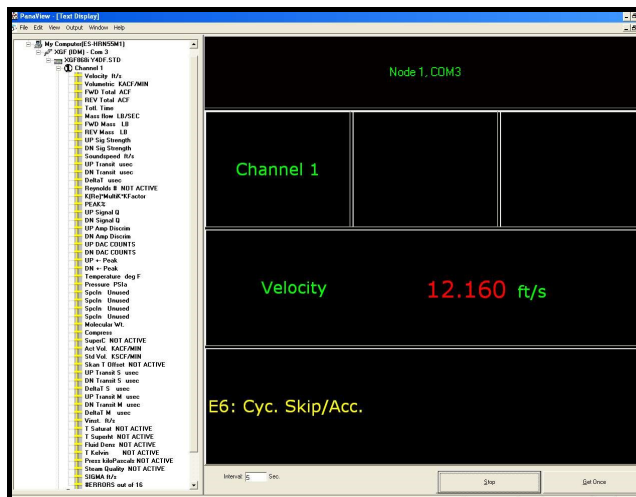 PanaView - [Text Display]
File Edit View Output Window Help
My Computer(ES-HRN55M1)
XGF (IDM) - Com 3
XGF868i Y4DF.STD
Channel 1
Velocity ft/s
Volumetric KACF/MIN
FWD Total ACF
REV Total ACF
Totl. Time
Mass flow LB/SEC
FWD Mass LB
REV Mass LB
UP Sig Strength
DN Sig Strength
Soundspeed ft/s
UP Transit usec
DN Transit usec
DeltaT usec
Reynolds # NOT ACTIVE
K(Re)*MultiK*KFactor
PEAK%
UP Signal Q
DN Signal Q
UP Amp Discrim
DN Amp Discrim
UP DAC COUNTS
DN DAC COUNTS
UP +- Peak
DN +- Peak
Temperature deg F
Pressure PSIa
SpcIn- Unused
SpcIn- Unused
SpcIn- Unused
SpcIn- Unused
Molecular Wt.
Compress
SuperC NOT ACTIVE
Act Vol. KACF/MIN
Std Vol. KSCF/MIN
Skan T Offset NOT ACTIVE
UP Transit S usec
DN Transit S usec
DeltaT S usec
UP Transit M usec
DN Transit M usec
DeltaT M usec
Vinst. ft/s
T Saturat NOT ACTIVE
T Superht NOT ACTIVE
Fluid Dens NOT ACTIVE
T Kelvin NOT ACTIVE
Press kiloPascals NOT ACTIVE
Steam Quality NOT ACTIVE
SIGMA ft/s
#ERRORS out of 16
Node 1, COM3
Channel 1
Velocity 12.160 ft/s
E6: Cyc. Skip/Acc.
Interval: 5 Sec.
Stop
Get Once